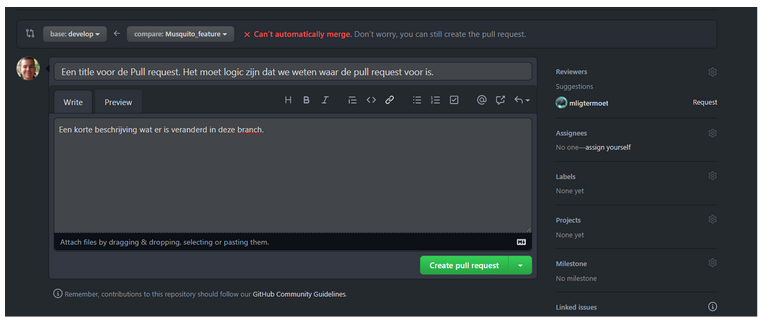 base: develop compare: Musquito_feature Can't automatically merge. Don't worry, you can still create the pull request.
Een title voor de Pull request. Het moet logic zijn dat we weten waar de pull request voor is.
Write Preview
Een korte beschrijving wat er is veranderd in deze branch.
Attach files by dragging & dropping, selecting or pasting them.
Create pull request
Remember, contributions to this repository should follow our GitHub Community Guidelines.
Reviewers
Suggestions
mligtermoet Request
Assignees
No one—assign yourself
Labels
None yet
Projects
None yet
Milestone
No milestone
Linked issues